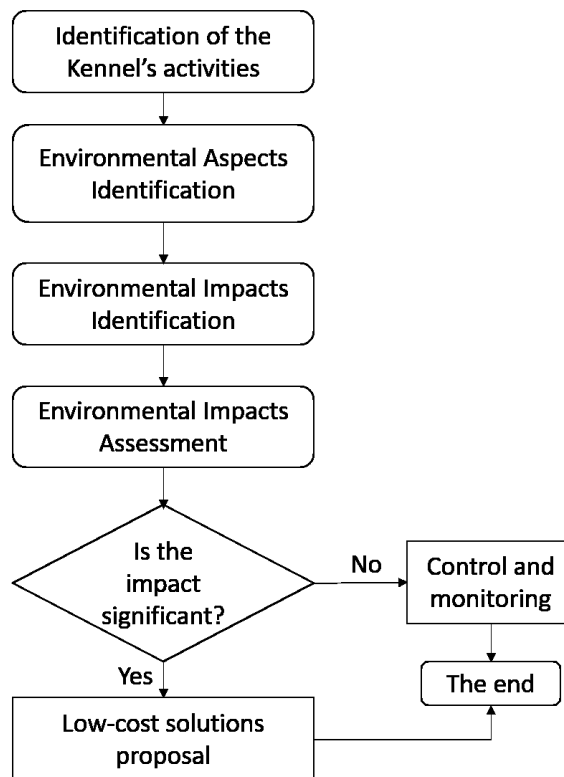 Identification of the
Kennel's activities
Environmental Aspects
Identification
Environmental Impacts
Identification
Environmental Impacts
Assessment
Is the
impact
significant?
No
Control and
monitoring
Yes
The end
Low-cost solutions
proposal